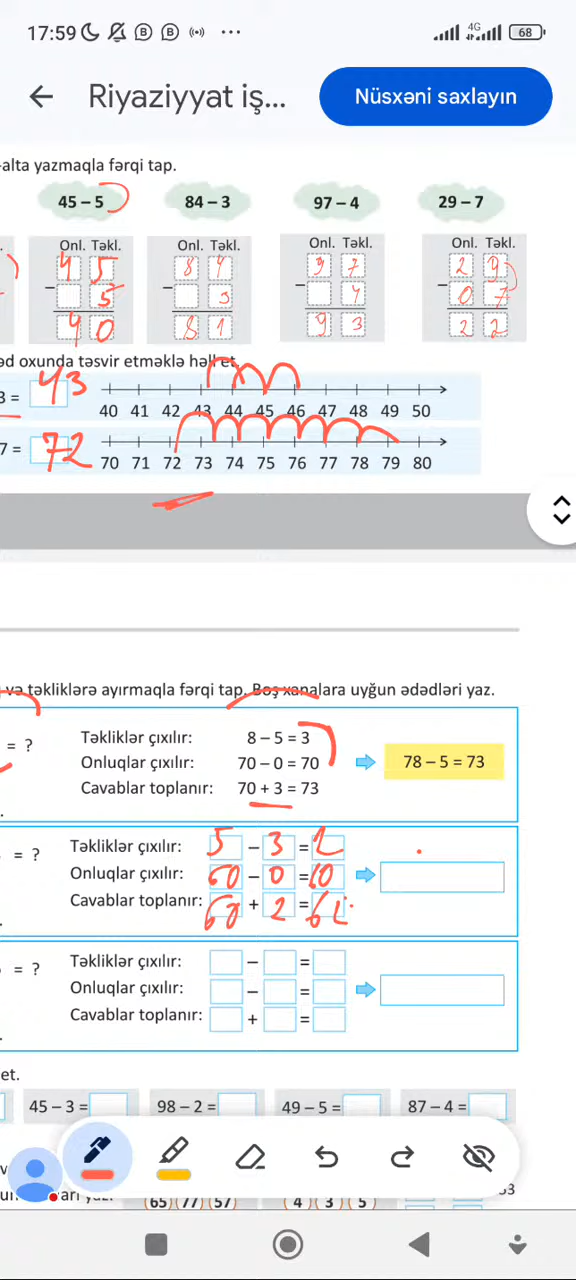 17:59 4G 68
Riyaziyyat iş... Nüsxəni saxlayın
-alta yazmaqla fərqi tap.
45 – 5 84 – 3 97 – 4 29 – 7
Onl. Təkl. Onl. Təkl. Onl. Təkl. Onl. Təkl.
4 5 8 4 9 7 2 9
– 5 – 3 – 4 – 0 7
4 0 8 1 9 3 2 2
əd oxunda təsvir etməklə həll et.
3 = 43
40 41 42 43 44 45 46 47 48 49 50
7 = 72
70 71 72 73 74 75 76 77 78 79 80
və təkliklərə ayırmaqla fərqi tap. Boş xanalara uyğun ədədləri yaz.
Təkliklər çıxılır: 8 – 5 = 3
= ? Onluqlar çıxılır: 70 – 0 = 70 78 – 5 = 73
Cavablar toplanır: 70 + 3 = 73
Təkliklər çıxılır: 5 – 3 = 2
= ? Onluqlar çıxılır: 60 – 0 =
Cavablar toplanır: 60 + 2 =
Təkliklər çıxılır: – =
= ? Onluqlar çıxılır: – =
Cavablar toplanır: + =
et.
45 – 3 = 98 – 2 = 49 – 5 = 87 – 4 =
65 77 57 4 3 5